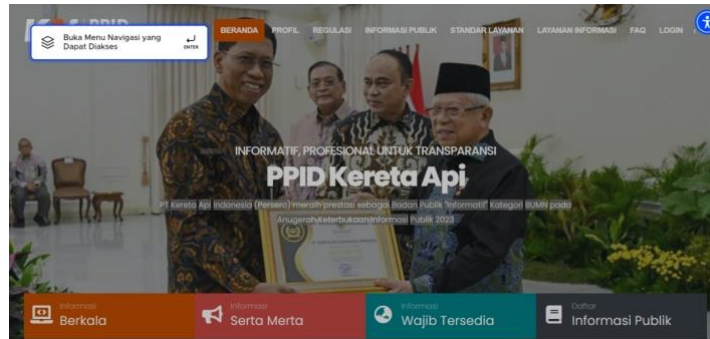 PPID
Buka Menu Navigasi yang
Dapat Diakses
ENTER
BERANDA PROFIL REGULASI INFORMASI PUBLIK STANDAR LAYANAN LAYANAN INFORMASI FAQ LOGIN
INFORMATIF, PROFESIONAL UNTUK TRANSPARANSI
PPID Kereta Api
PT Kereta Api Indonesia (Persero) meraih prestasi sebagai Badan Publik "Informatif" Kategori BUMN pada
Anugerah Keterbukaan Informasi Publik 2023
Informasi
Berkala
Informasi
Serta Merta
Informasi
Wajib Tersedia
Daftar
Informasi Publik